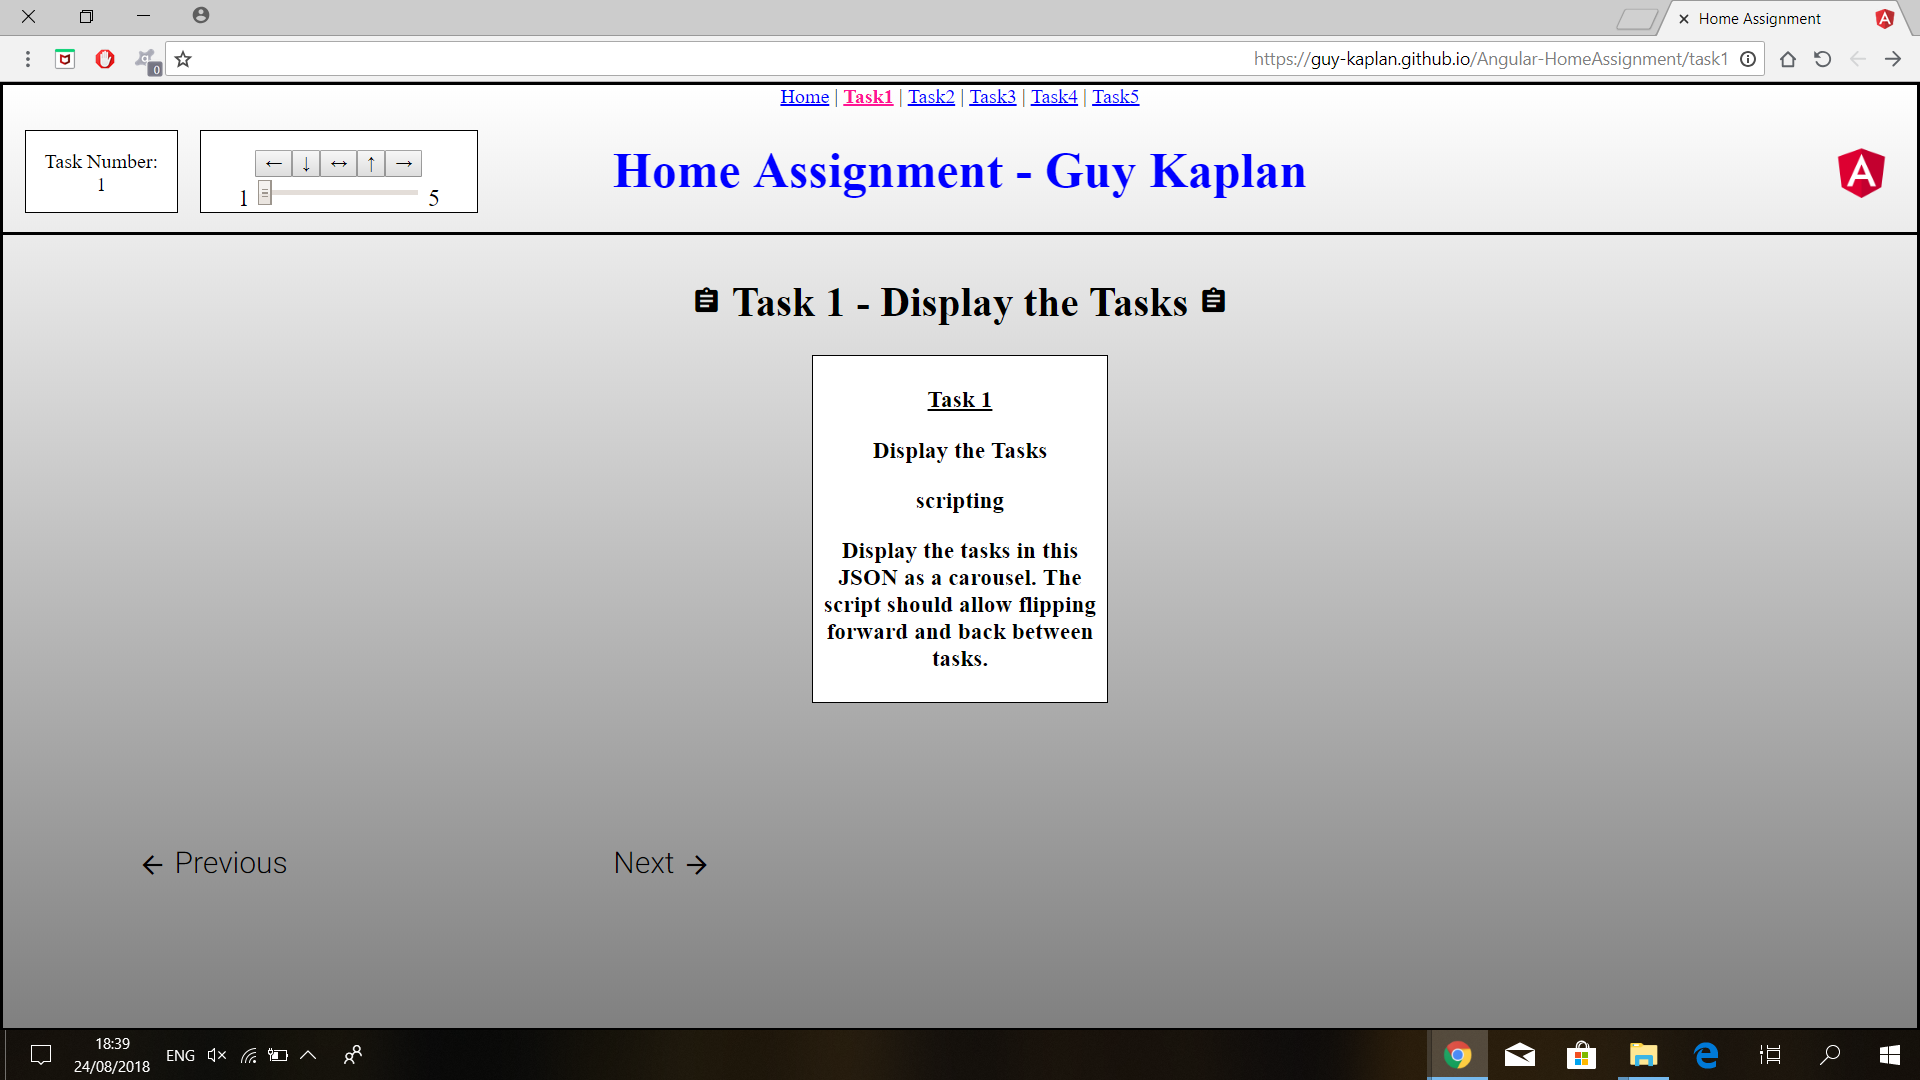 Home Assignment
https://guy-kaplan.github.io/Angular-HomeAssignment/task1
0
Home | Task1 | Task2 | Task3 | Task4 | Task5
Task Number:
1
← ↓ ↔ ↑ →
1 5
Home Assignment - Guy Kaplan
A
Task 1 - Display the Tasks
Task 1
Display the Tasks
scripting
Display the tasks in this
JSON as a carousel. The
script should allow flipping
forward and back between
tasks.
← Previous
Next →
18:39
24/08/2018
ENG